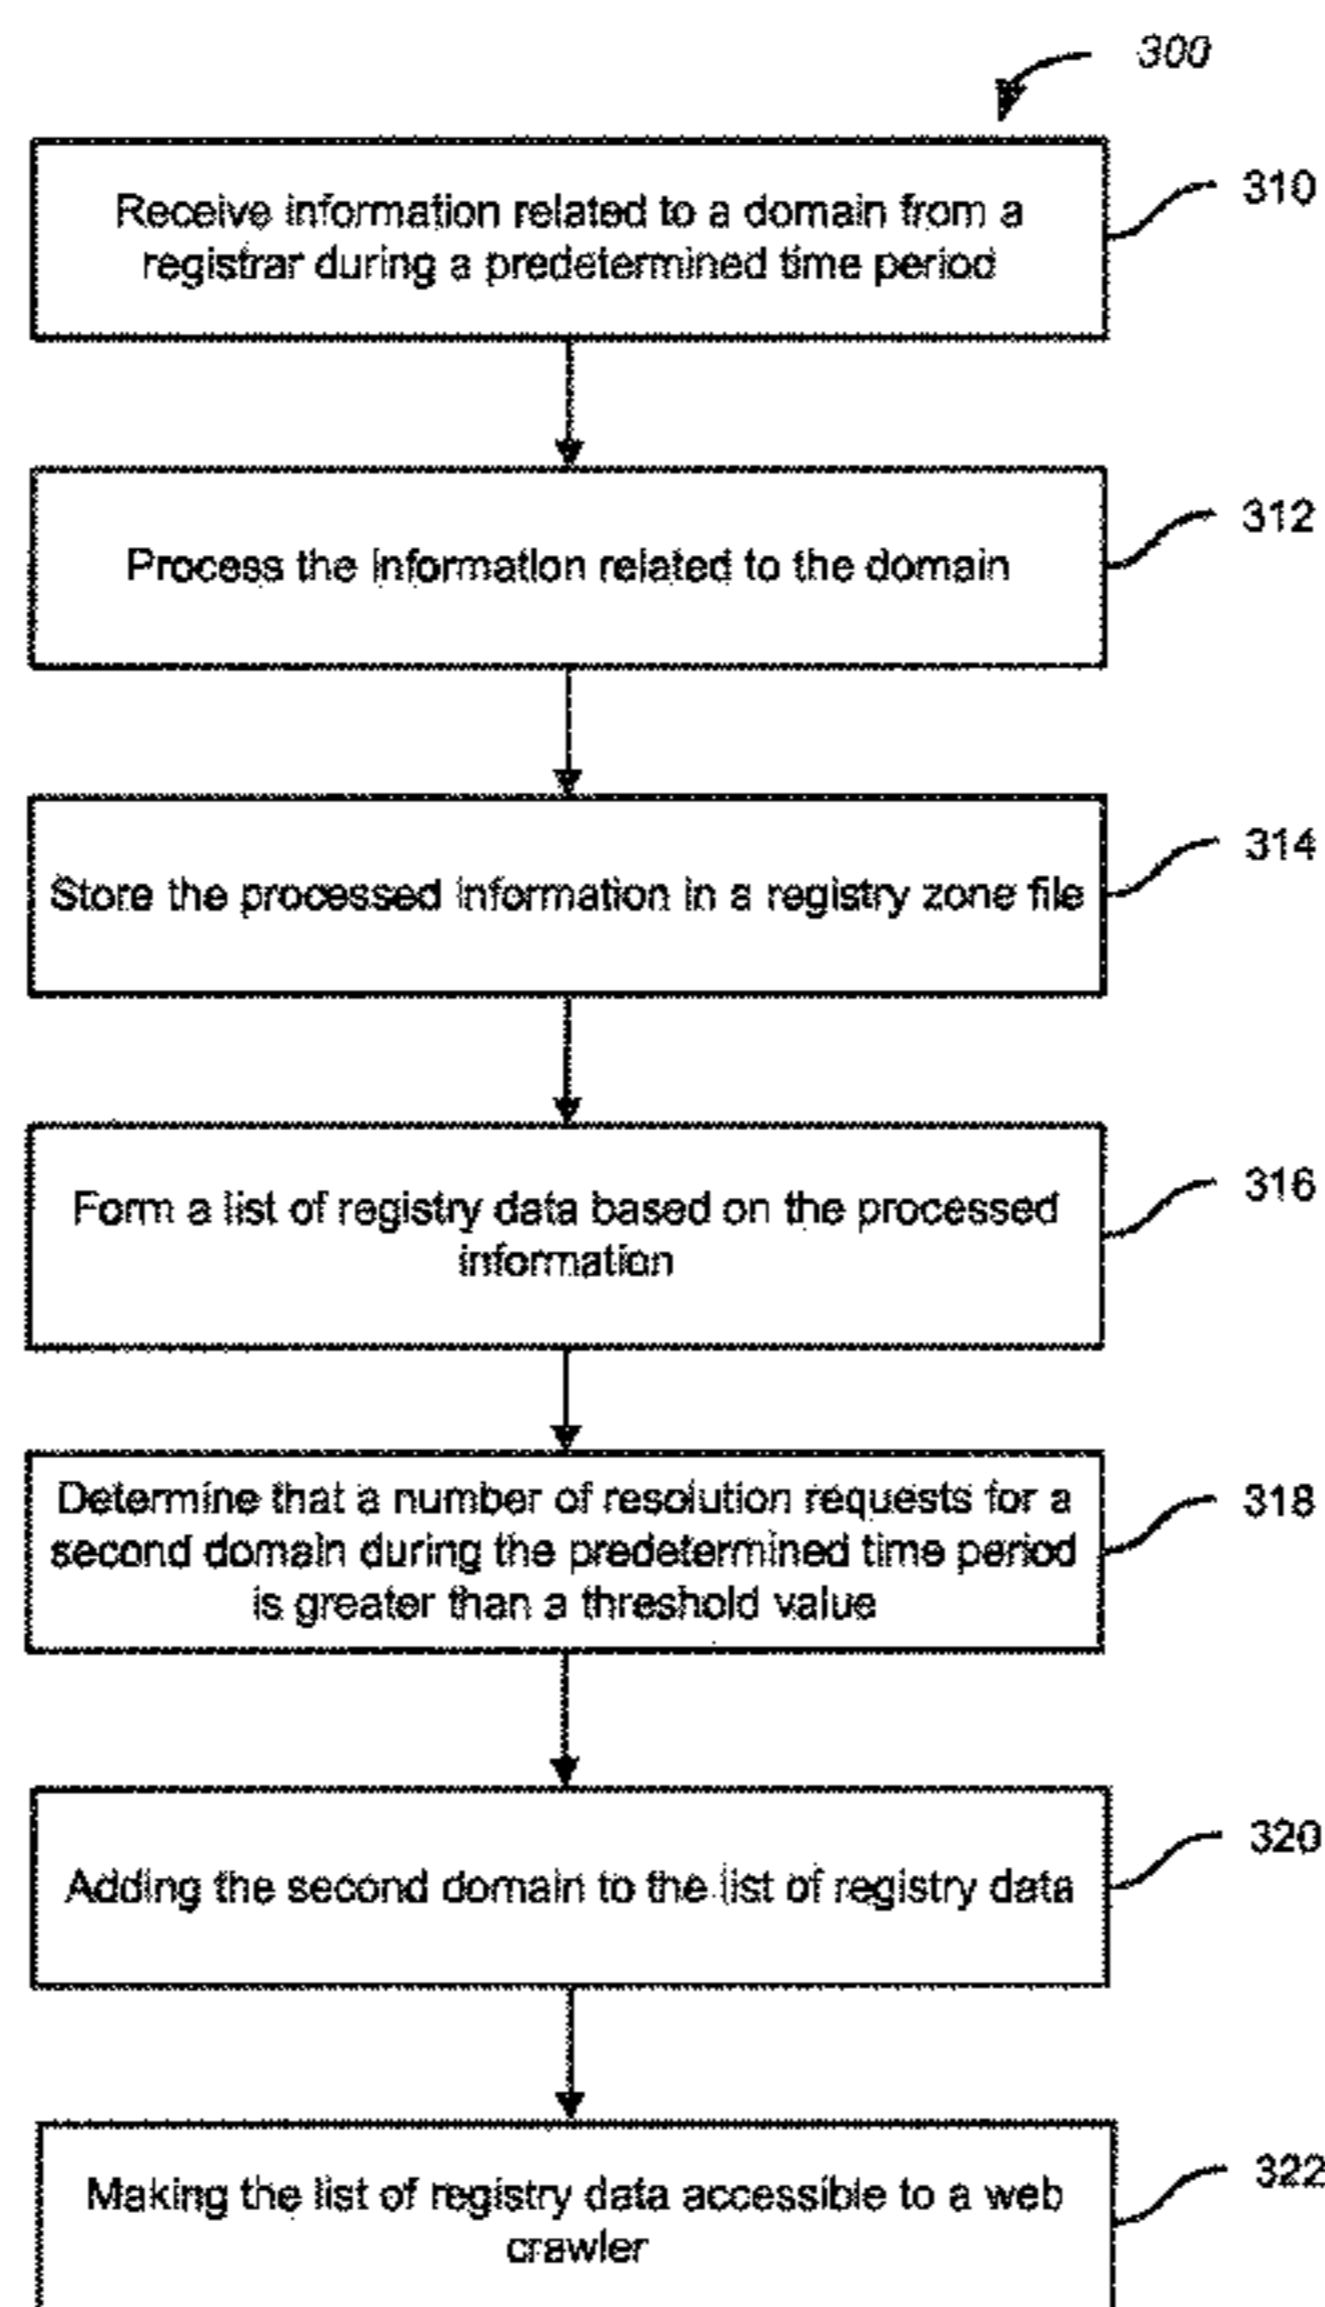 300
Receive information related to a domain from a
registrar during a predetermined time period
310
Process the information related to the domain
312
Store the processed information in a registry zone file
314
Form a list of registry data based on the processed
information
316
Determine that a number of resolution requests for a
second domain during the predetermined time period
is greater than a threshold value
318
Adding the second domain to the list of registry data
320
Making the list of registry data accessible to a web
crawler
322